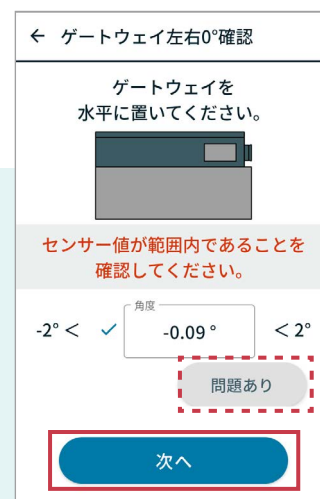 ← ゲートウェイ左右0°確認
ゲートウェイを
水平に置いてください。
センサー値が範囲内であることを
確認してください。
角度
-2° < ✓ -0.09 ° < 2°
問題あり
次へ